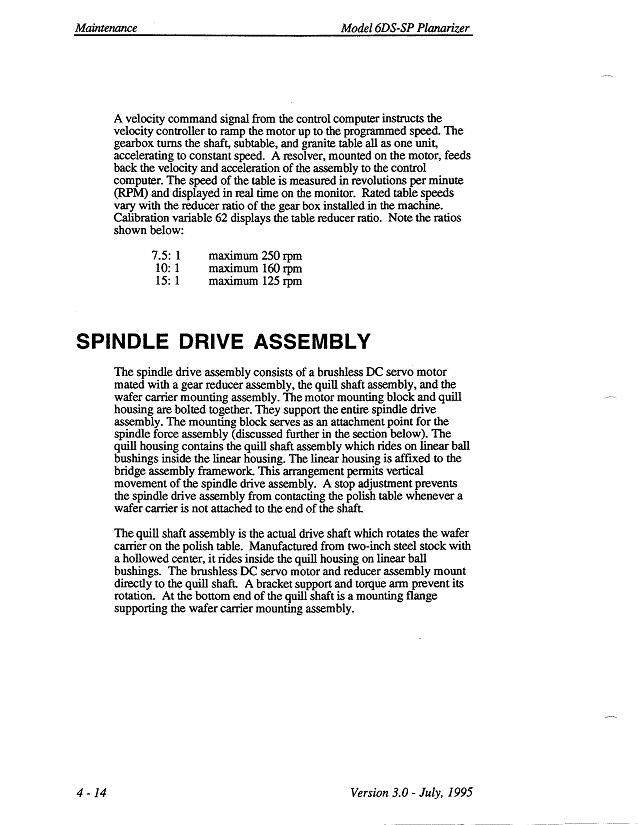 Maintenance Model 6DS-SP Planarizer
A velocity command signal from the control computer instructs the
velocity controller to ramp the motor up to the programmed speed. The
gearbox turns the shaft, subtable, and granite table all as one unit,
accelerating to constant speed. A resolver, mounted on the motor, feeds
back the velocity and acceleration of the assembly to the control
computer. The speed of the table is measured in revolutions per minute
(RPM) and displayed in real time on the monitor. Rated table speeds
vary with the reducer ratio of the gear box installed in the machine.
Calibration variable 62 displays the table reducer ratio. Note the ratios
shown below:
7.5: 1 maximum 250 rpm
10: 1 maximum 160 rpm
15: 1 maximum 125 rpm
SPINDLE DRIVE ASSEMBLY
The spindle drive assembly consists of a brushless DC servo motor
mated with a gear reducer assembly, the quill shaft assembly, and the
wafer carrier mounting assembly. The motor mounting block and quill
housing are bolted together. They support the entire spindle drive
assembly. The mounting block serves as an attachment point for the
spindle force assembly (discussed further in the section below). The
quill housing contains the quill shaft assembly which rides on linear ball
bushings inside the linear housing. The linear housing is affixed to the
bridge assembly framework. This arrangement permits vertical
movement of the spindle drive assembly. A stop adjustment prevents
the spindle drive assembly from contacting the polish table whenever a
wafer carrier is not attached to the end of the shaft.
The quill shaft assembly is the actual drive shaft which rotates the wafer
carrier on the polish table. Manufactured from two-inch steel stock with
a hollowed center, it rides inside the quill housing on linear ball
bushings. The brushless DC servo motor and reducer assembly mount
directly to the quill shaft. A bracket support and torque arm prevent its
rotation. At the bottom end of the quill shaft is a mounting flange
supporting the wafer carrier mounting assembly.
4 - 14 Version 3.0 - July, 1995